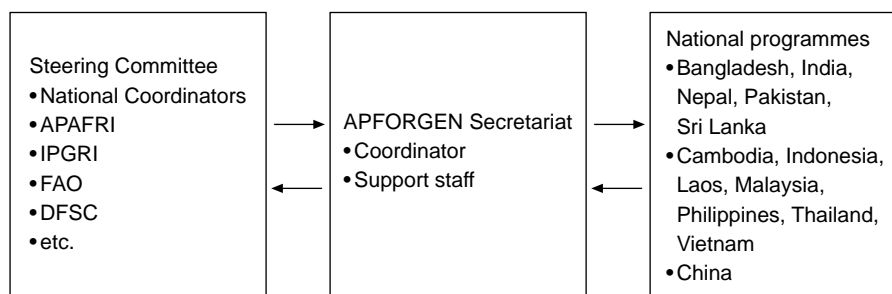 Steering Committee
•National Coordinators
•APAFRI
•IPGRI
•FAO
•DFSC
•etc.
APFORGEN Secretariat
•Coordinator
•Support staff
National programmes
•Bangladesh, India,
Nepal, Pakistan,
Sri Lanka
•Cambodia, Indonesia,
Laos, Malaysia,
Philippines, Thailand,
Vietnam
•China